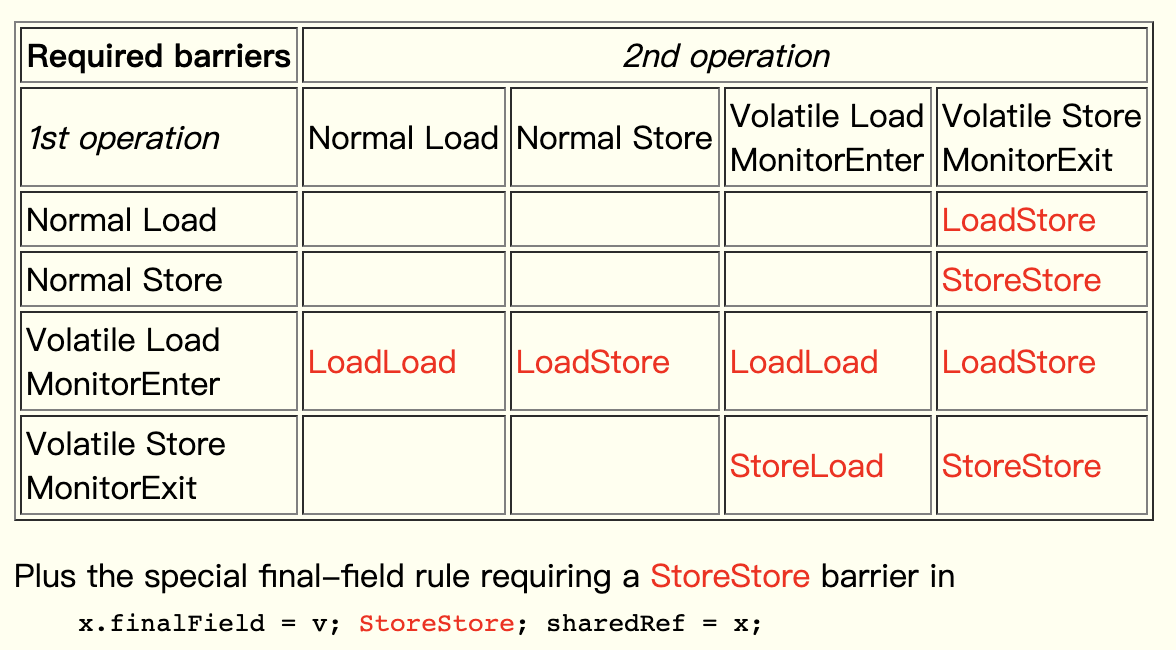 Required barriers 2nd operation
1st operation Normal Load Normal Store Volatile Load MonitorEnter Volatile Store MonitorExit
Normal Load LoadStore
Normal Store StoreStore
Volatile Load MonitorEnter LoadLoad LoadStore LoadLoad LoadStore
Volatile Store MonitorExit StoreLoad StoreStore
Plus the special final-field rule requiring a StoreStore barrier in
x.finalField = v; StoreStore; sharedRef = x;